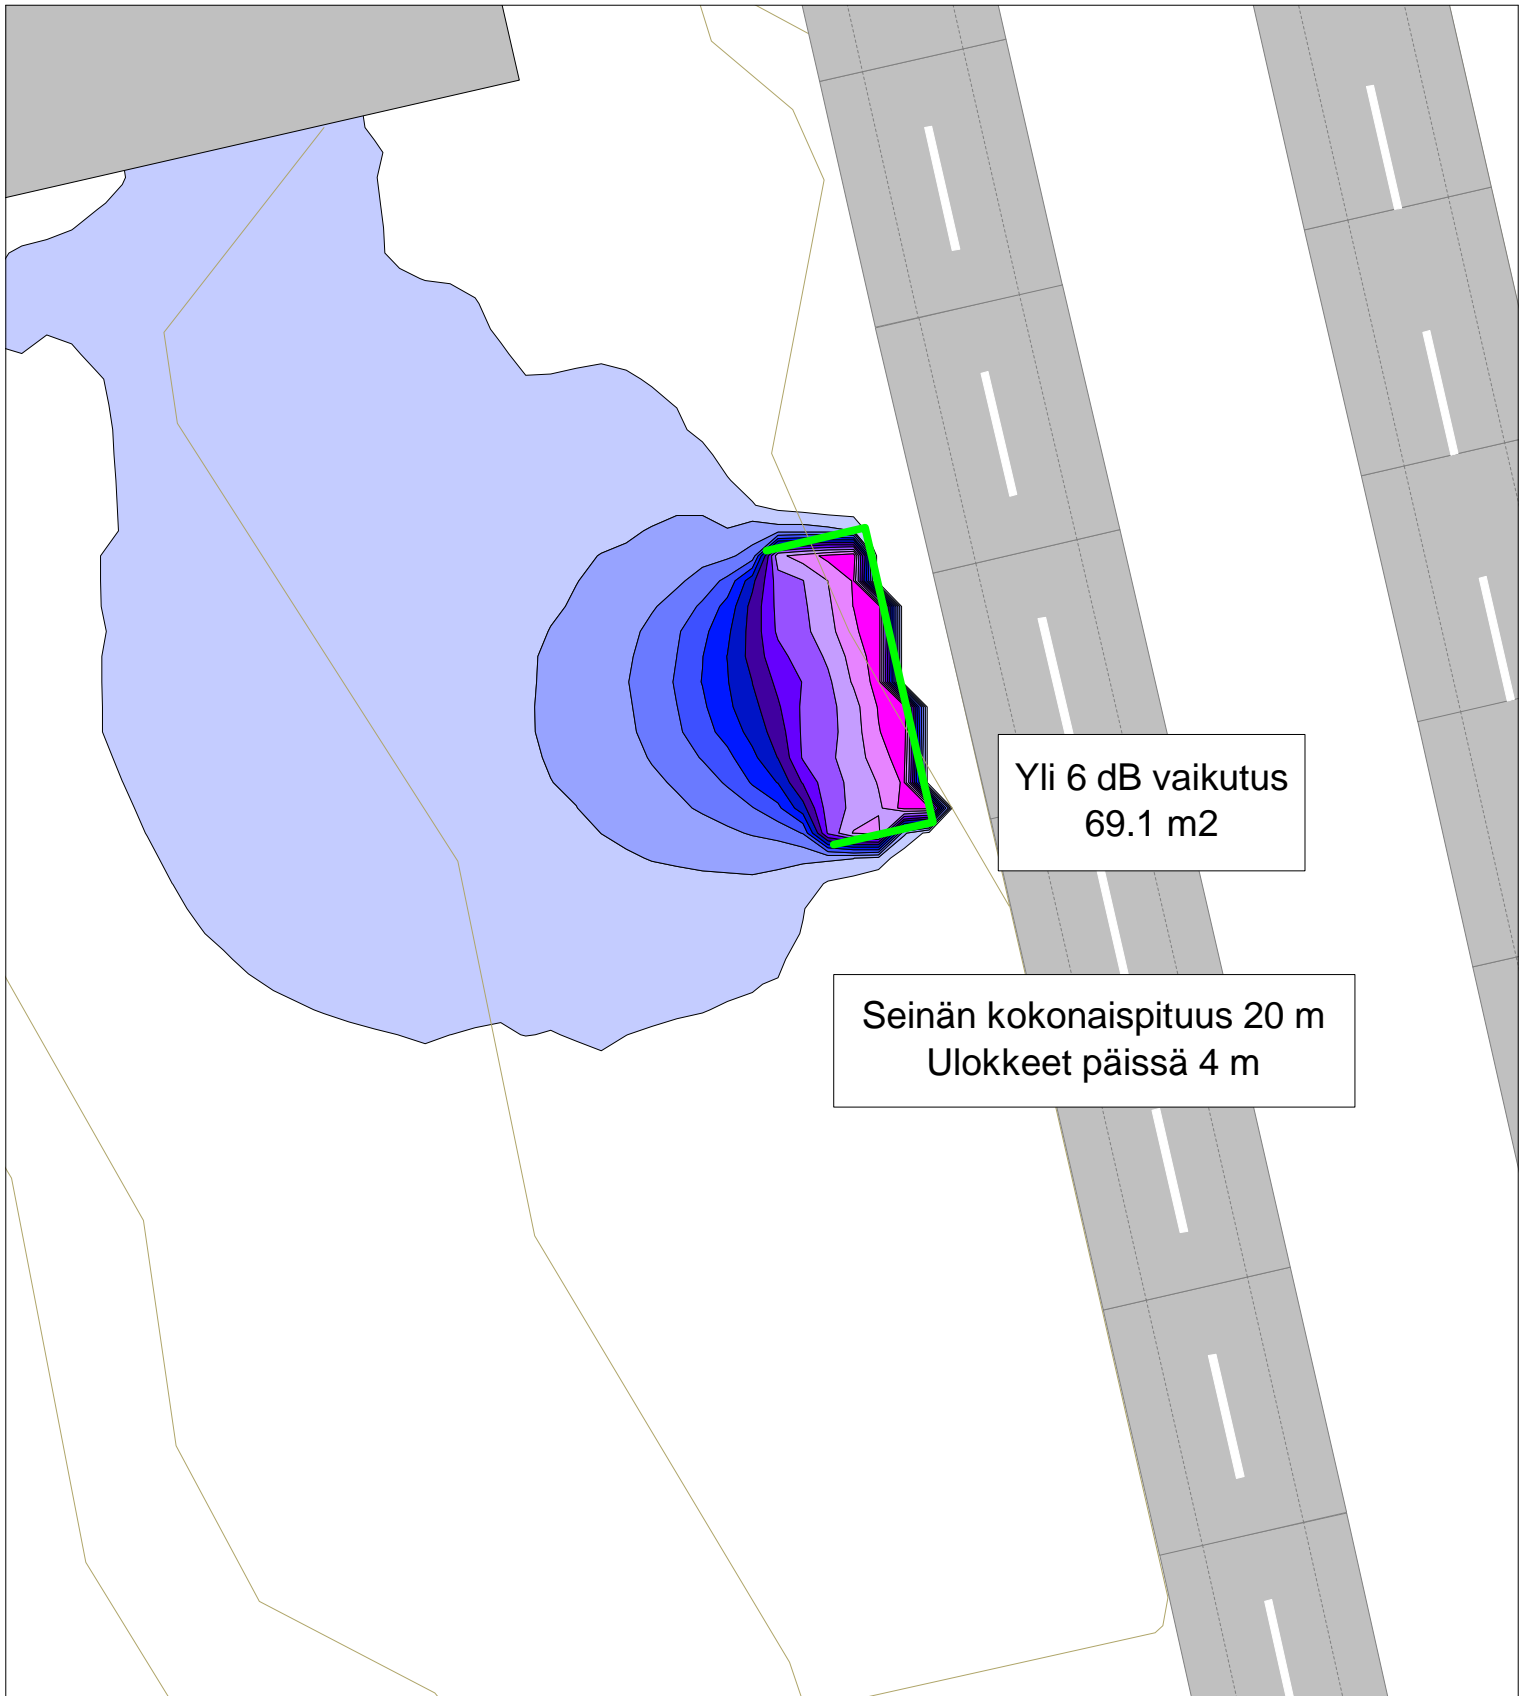 Yli 6 dB vaikutus
69.1 m2
Seinän kokonaispituus 20 m
Ulokkeet päissä 4 m